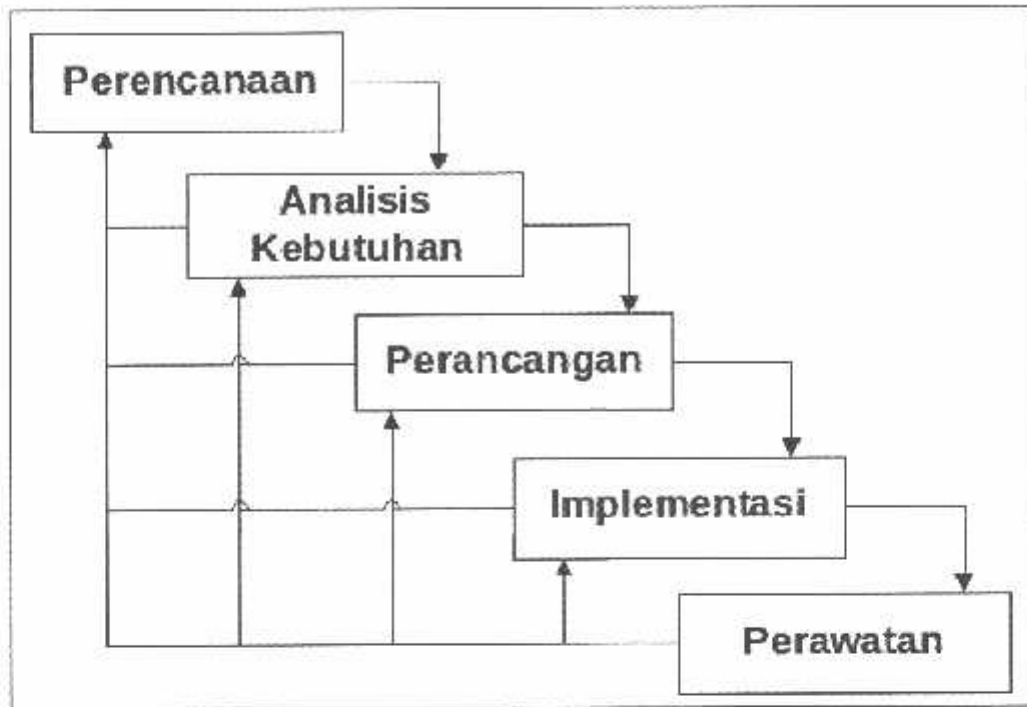 Perencanaan
Analisis
Kebutuhan
Perancangan
Implementasi
Perawatan